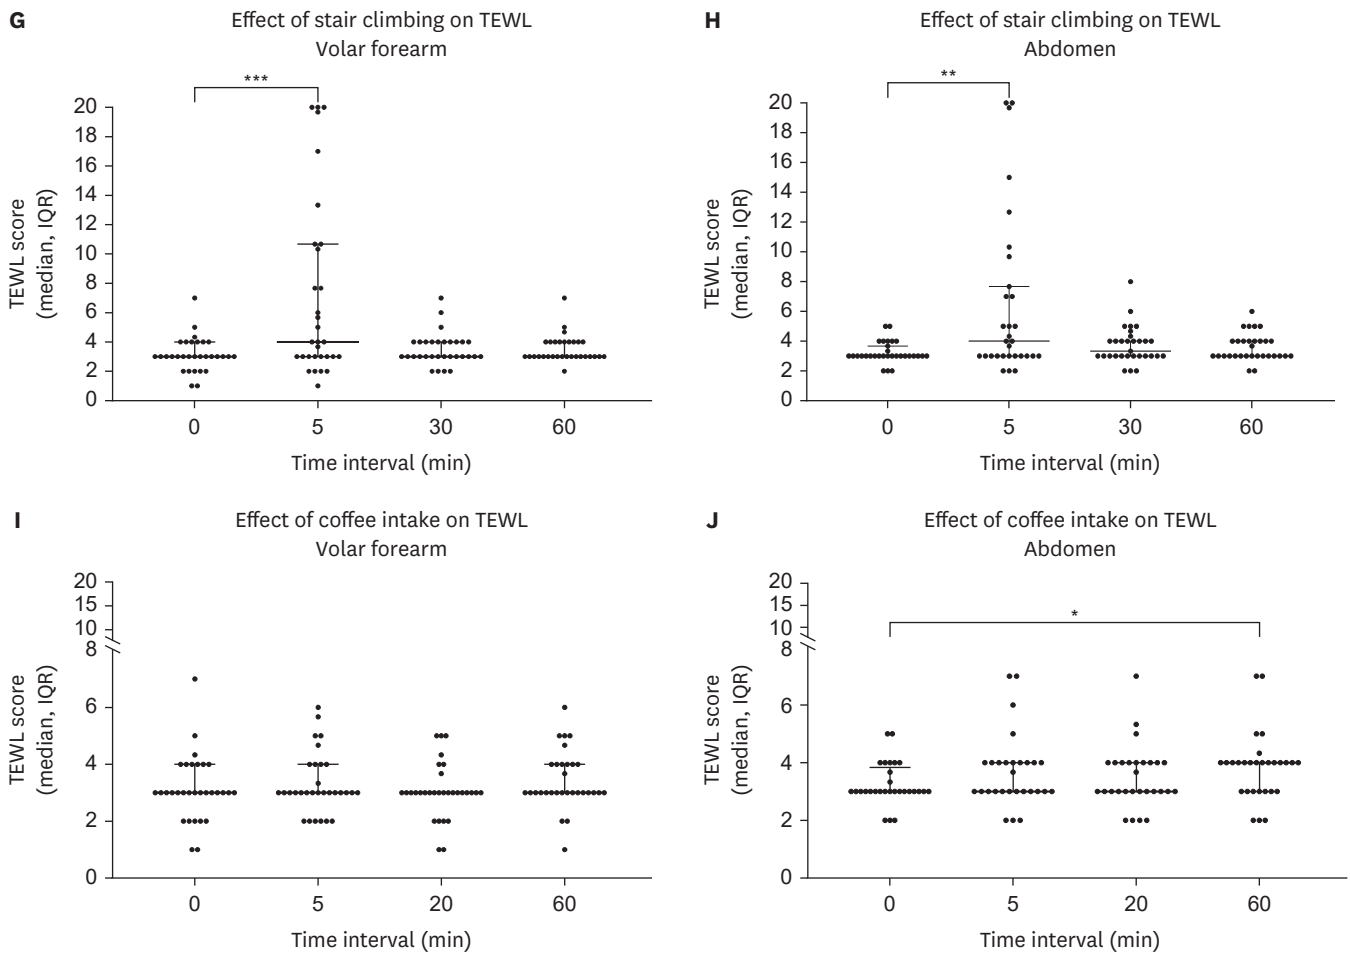 G
Effect of stair climbing on TEWL
Volar forearm
***
TEWL score
(median, IQR)
20
18
16
14
12
10
8
6
4
2
0
0 5 30 60
Time interval (min)
H
Effect of stair climbing on TEWL
Abdomen
**
TEWL score
(median, IQR)
20
18
16
14
12
10
8
6
4
2
0
0 5 30 60
Time interval (min)
I
Effect of coffee intake on TEWL
Volar forearm
TEWL score
(median, IQR)
20
15
10
8
6
4
2
0
0 5 20 60
Time interval (min)
J
Effect of coffee intake on TEWL
Abdomen
*
TEWL score
(median, IQR)
20
15
10
8
6
4
2
0
0 5 20 60
Time interval (min)